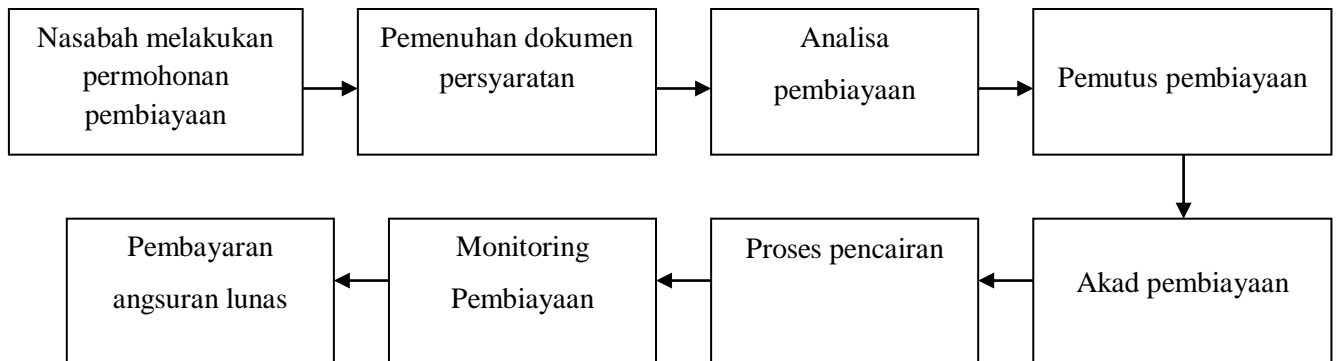 Nasabah melakukan
permohonan
pembiayaan
Pemenuhan dokumen
persyaratan
Analisa
pembiayaan
Pemutus pembiayaan
Akad pembiayaan
Proses pencairan
Monitoring
Pembiayaan
Pembayaran
angsuran lunas